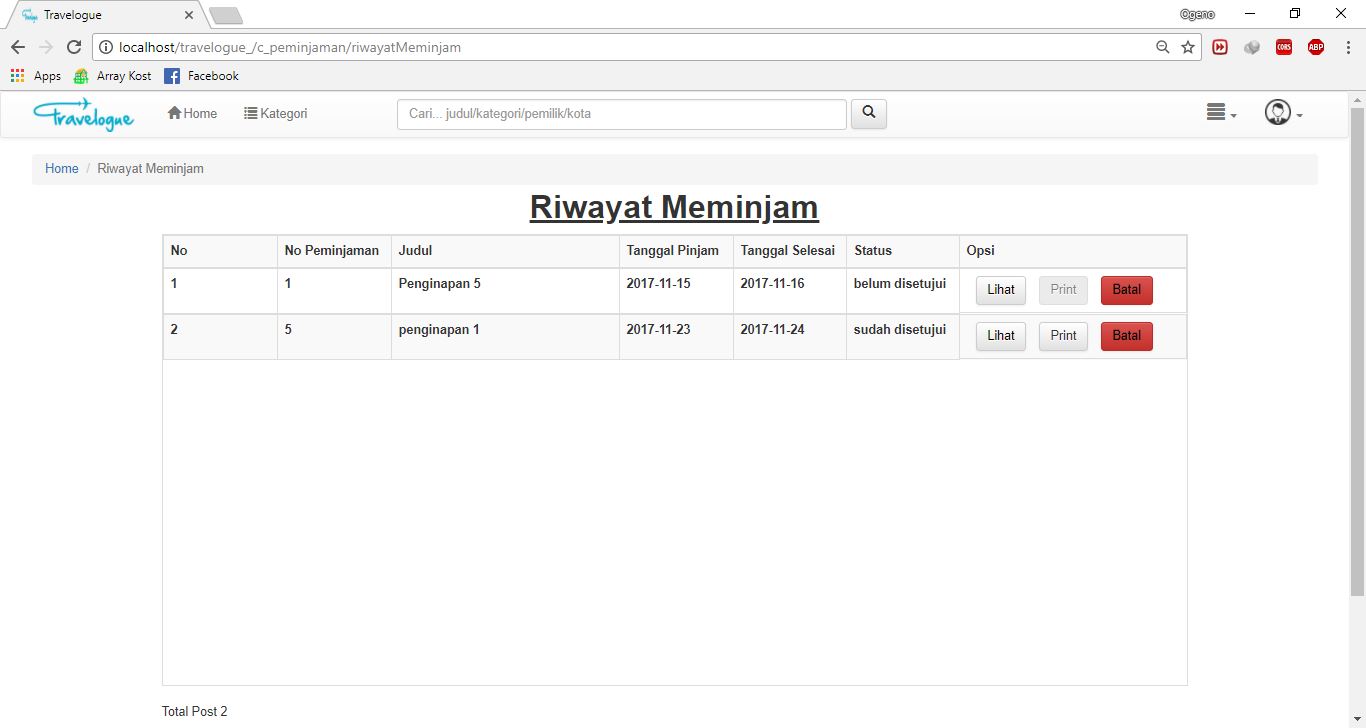 Travelogue
Ogeno
localhost/travelogue_/c_peminjaman/riwayatMeminjam
COBS ABP
Apps Array Kost Facebook
Travelogue Home Kategori Cari... judul/kategori/pemilik/kota
Home / Riwayat Meminjam
Riwayat Meminjam
No No Peminjaman Judul Tanggal Pinjam Tanggal Selesai Status Opsi
1 1 Penginapan 5 2017-11-15 2017-11-16 belum disetujui Lihat Print Batal
2 5 penginapan 1 2017-11-23 2017-11-24 sudah disetujui Lihat Print Batal
Total Post 2